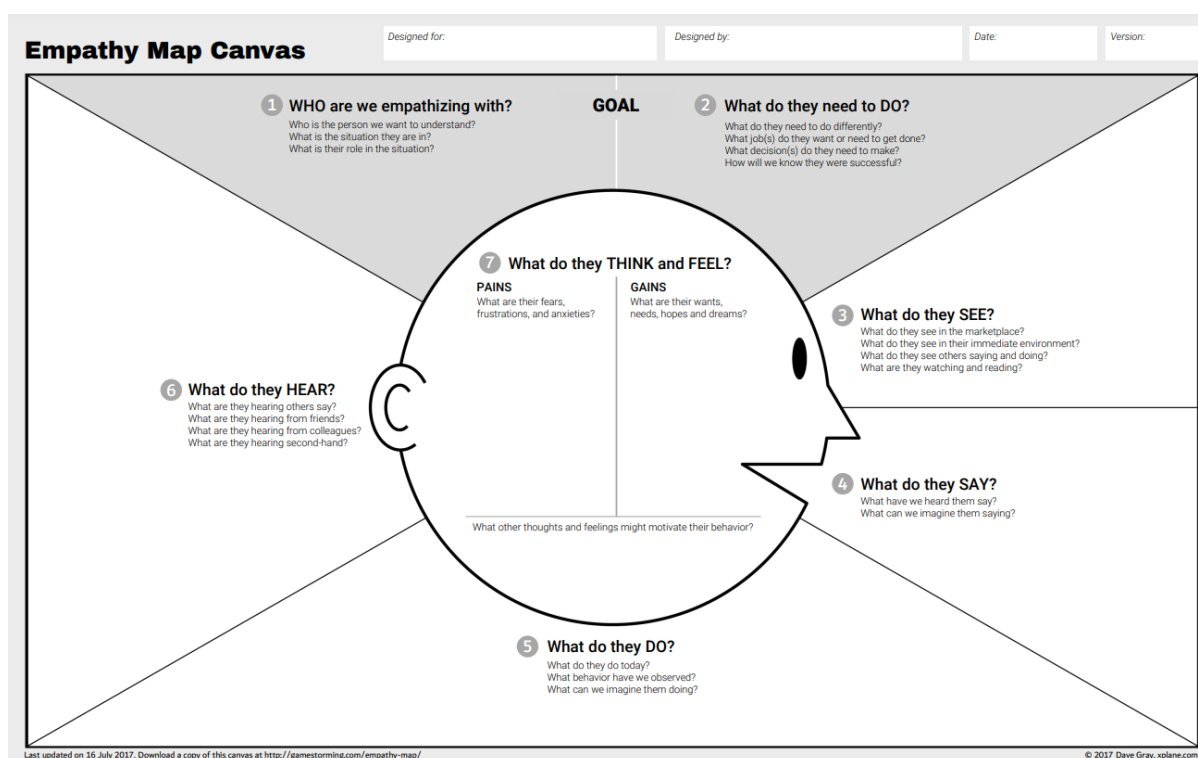 Empathy Map Canvas
Designed for:
Designed by:
Date:
Version:
1 WHO are we empathizing with?
Who is the person we want to understand?
What is the situation they are in?
What is their role in the situation?
GOAL
2 What do they need to DO?
What do they need to do differently?
What job(s) do they want or need to get done?
What decision(s) do they need to make?
How will we know they were successful?
3 What do they SEE?
What do they see in the marketplace?
What do they see in their immediate environment?
What do they see others saying and doing?
What are they watching and reading?
4 What do they SAY?
What have we heard them say?
What can we imagine them saying?
5 What do they DO?
What do they do today?
What behavior have we observed?
What can we imagine them doing?
6 What do they HEAR?
What are they hearing others say?
What are they hearing from friends?
What are they hearing from colleagues?
What are they hearing second-hand?
7 What do they THINK and FEEL?
PAINS
What are their fears,
frustrations, and anxieties?
GAINS
What are their wants,
needs, hopes and dreams?
What other thoughts and feelings might motivate their behavior?
Last updated on 16 July 2017. Download a copy of this canvas at http://gamestorming.com/empathy-map/
© 2017 Dave Gray, xplane.com